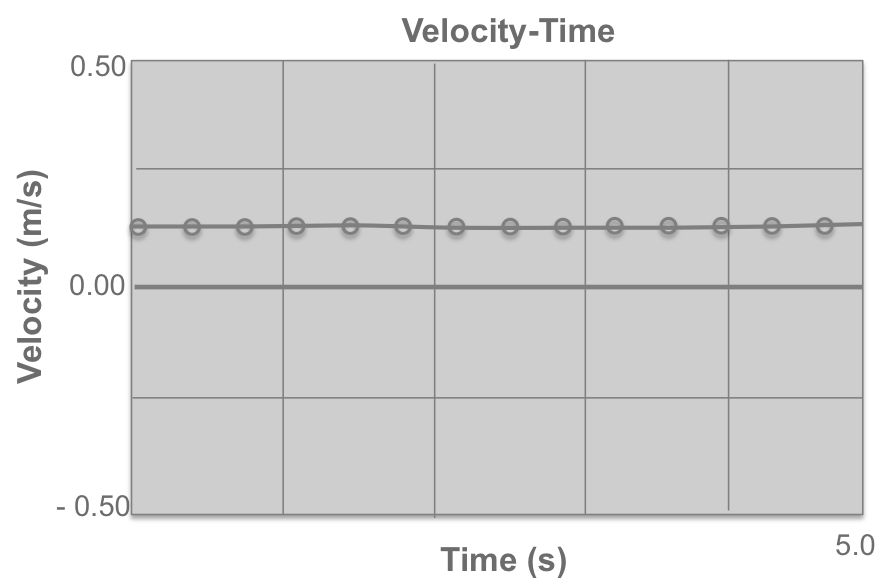 Velocity-Time
0.50
Velocity (m/s)
0.00
- 0.50
5.0
Time (s)